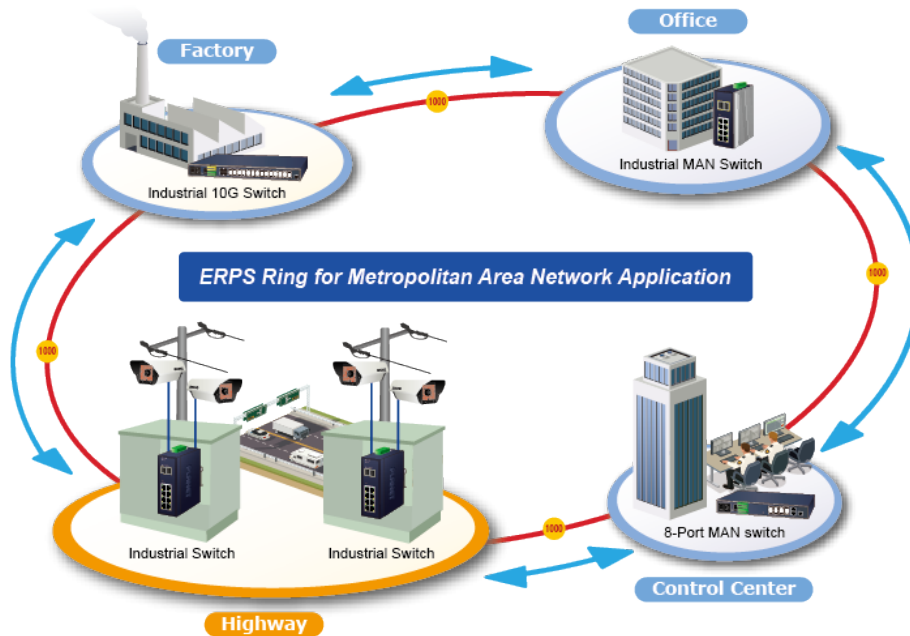 Factory
Office
1000
Industrial 10G Switch
Industrial MAN Switch
ERPS Ring for Metropolitan Area Network Application
1000
1000
Industrial Switch
Industrial Switch
1000
8-Port MAN switch
Control Center
Highway